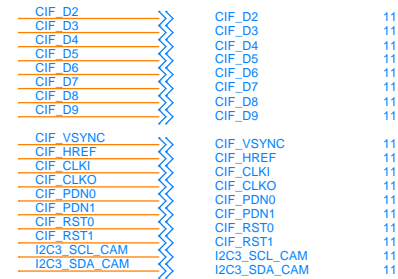 CIF_D2 CIF_D2 11
CIF_D3 CIF_D3 11
CIF_D4 CIF_D4 11
CIF_D5 CIF_D5 11
CIF_D6 CIF_D6 11
CIF_D7 CIF_D7 11
CIF_D8 CIF_D8 11
CIF_D9 CIF_D9 11
CIF_VSYNC CIF_VSYNC 11
CIF_HREF CIF_HREF 11
CIF_CLKI CIF_CLKI 11
CIF_CLKO CIF_CLKO 11
CIF_PDN0 CIF_PDN0 11
CIF_PDN1 CIF_PDN1 11
CIF_RST0 CIF_RST0 11
CIF_RST1 CIF_RST1 11
I2C3_SCL_CAM I2C3_SCL_CAM 11
I2C3_SDA_CAM I2C3_SDA_CAM 11